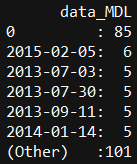 data_MDL
0         : 85
2015-02-05:  6
2013-07-03:  5
2013-07-30:  5
2013-09-11:  5
2014-01-14:  5
(Other)   :101